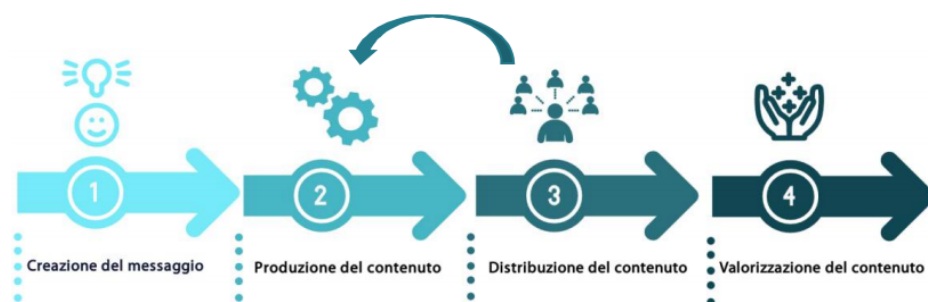 1
2
3
4
Creazione del messaggio
Produzione del contenuto
Distribuzione del contenuto
Valorizzazione del contenuto